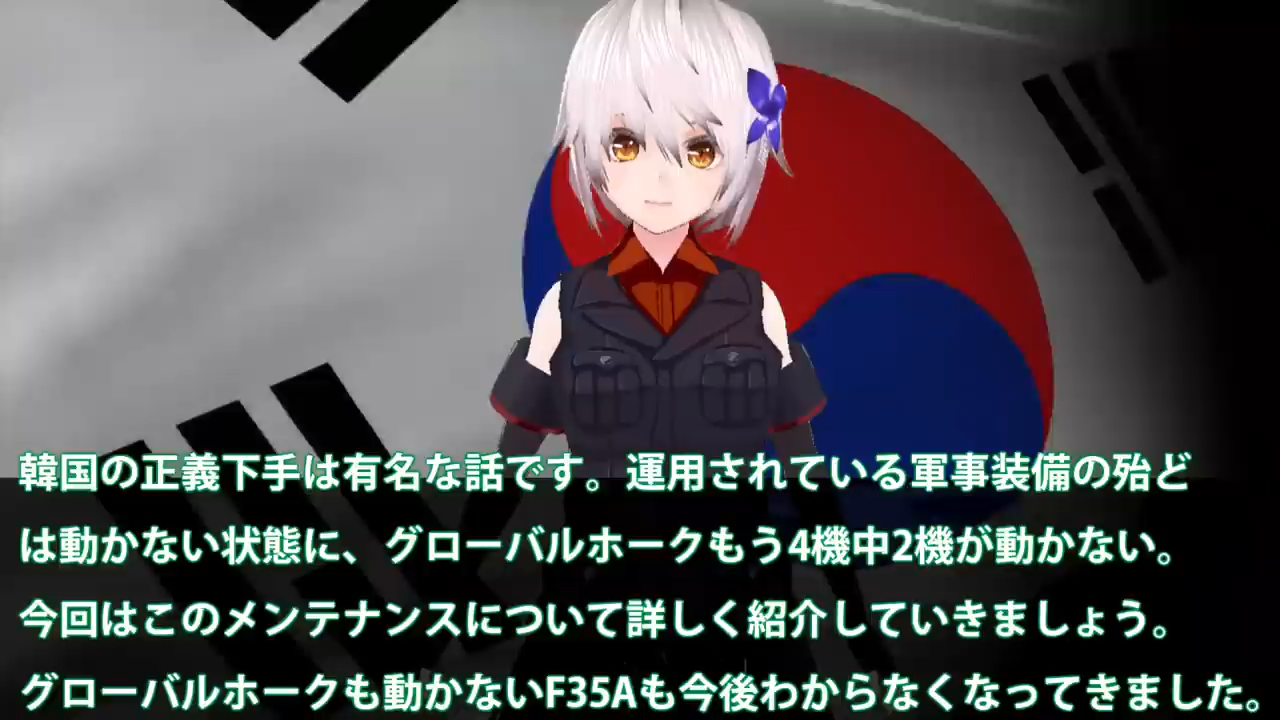 韓国の正義下手は有名な話です。運用されている軍事装備の殆ど
は動かない状態に、グローバルホークもう4機中2機が動かない。
今回はこのメンテナンスについて詳しく紹介していきましょう。
グローバルホークも動かないF35Aも今後わからなくなってきました。